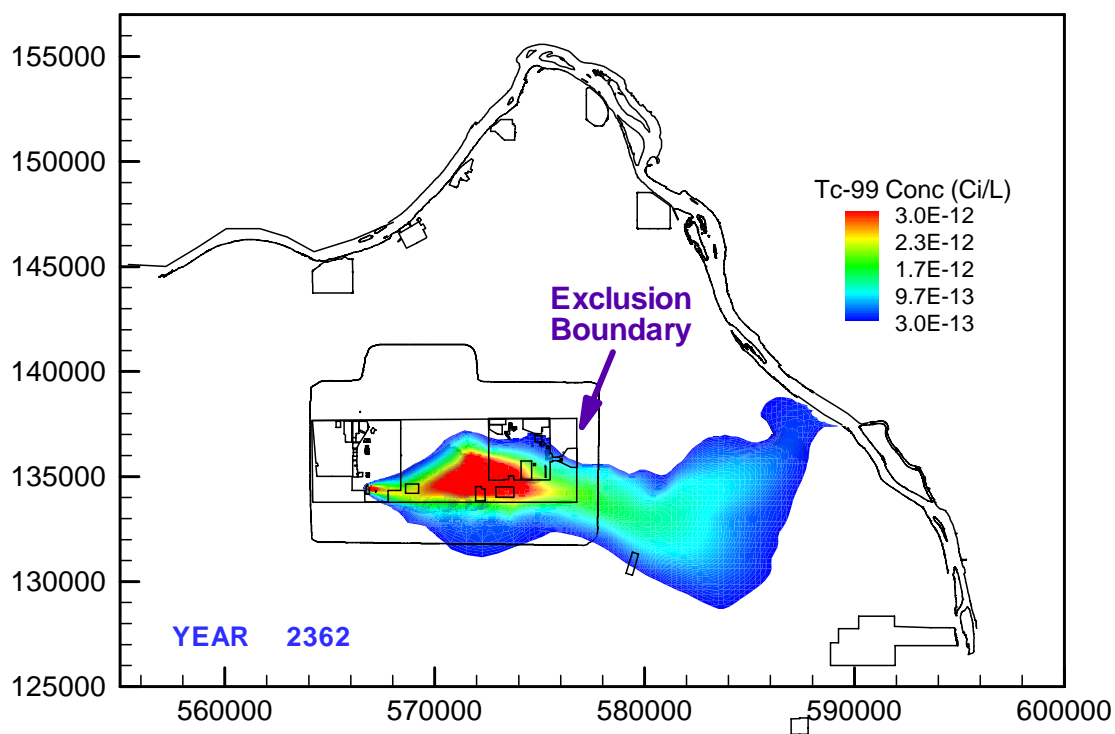 155000
150000
145000
140000
135000
130000
125000
Tc-99 Conc (Ci/L)
3.0E-12
2.3E-12
1.7E-12
9.7E-13
3.0E-13
Exclusion
Boundary
YEAR 2362
560000 570000 580000 590000 600000